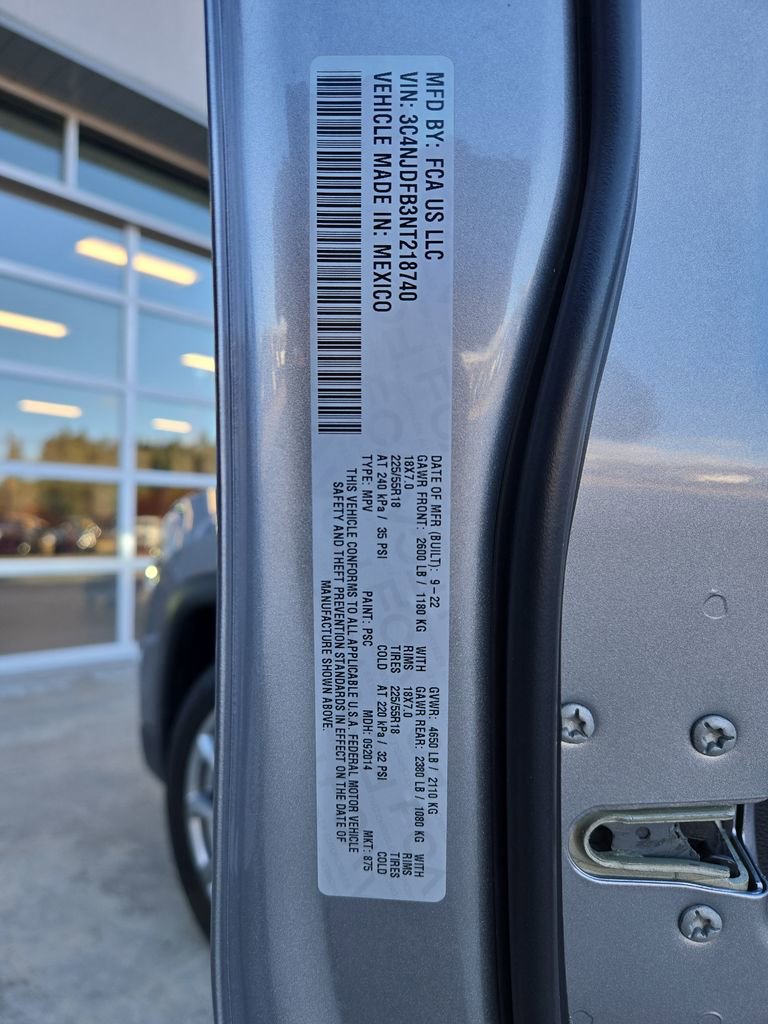 MFD BY: FCA US LLC
VIN: 3C4NJDFB3NT218740
VEHICLE MADE IN: MEXICO
DATE OF MFR (BUILT): 9-22 GVWR: 4650 LB / 2110 KG
GAWR FRONT: 2600 LB / 1180 KG WITH GAWR REAR: 2380 LB / 1080 KG WITH
18X7.0 RIMS 18X7.0 RIMS
225/55R18 TIRES 225/55R18 TIRES
AT 240 kPa / 35 PSI COLD AT 220 kPa / 32 PSI COLD
TYPE: MPV PAINT: PSC MDH: 092014 MKT: 875
THIS VEHICLE CONFORMS TO ALL APPLICABLE U.S.A. FEDERAL MOTOR VEHICLE
SAFETY AND THEFT PREVENTION STANDARDS IN EFFECT ON THE DATE OF
MANUFACTURE SHOWN ABOVE.